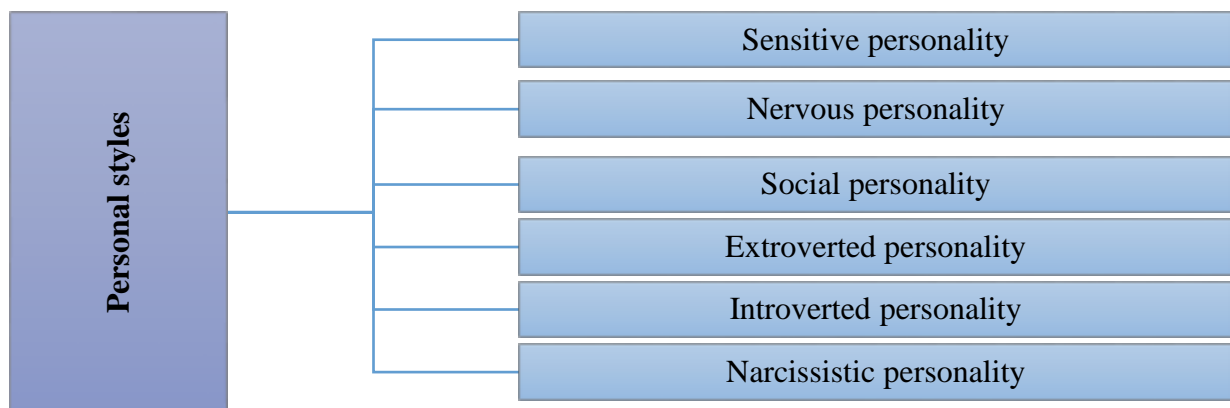 Personal styles
Sensitive personality
Nervous personality
Social personality
Extroverted personality
Introverted personality
Narcissistic personality